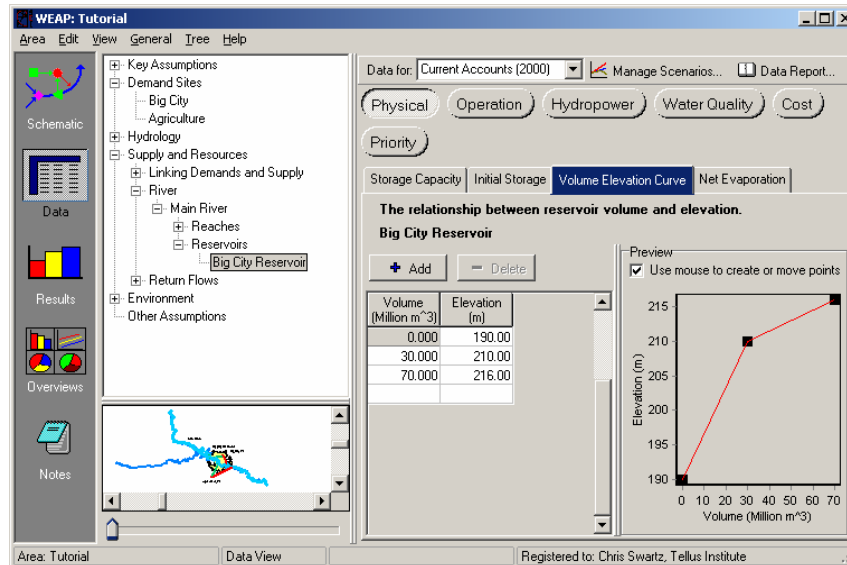 WEAP: Tutorial
Area Edit View General Tree Help
Schematic
Data
Results
Overviews
Notes
Key Assumptions
Demand Sites
Big City
Agriculture
Hydrology
Supply and Resources
Linking Demands and Supply
River
Main River
Reaches
Reservoirs
Big City Reservoir
Return Flows
Environment
Other Assumptions
Data for: Current Accounts (2000) Manage Scenarios... Data Report...
Physical Operation Hydropower Water Quality Cost
Priority
Storage Capacity Initial Storage Volume Elevation Curve Net Evaporation
The relationship between reservoir volume and elevation.
Big City Reservoir
+ Add - Delete
Volume (Million m^3) Elevation (m)
0.000 190.00
30.000 210.00
70.000 216.00
Preview
Use mouse to create or move points
215
210
205
200
195
190
Elevation (m)
0 10 20 30 40 50 60 70
Volume (Million m^3)
Area: Tutorial Data View Registered to: Chris Swartz, Tellus Institute